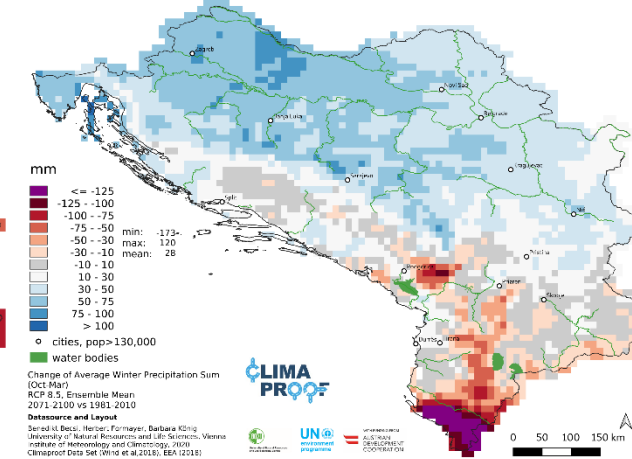 Zagreb
Novi Sad
Banja Luka
Belgrade
Kragujevac
Sarajevo
Split
Niš
Pristina
Podgorica
Prizren
Skopje
Durrës Tirana
mm
<= -125
-125 - -100
-100 - -75
-75 - -50
-50 - -30
-30 - -10
-10 - 10
10 - 30
30 - 50
50 - 75
75 - 100
> 100
min: -173
max: 120
mean: 28
cities, pop>130,000
water bodies
Change of Average Winter Precipitation Sum
(Oct-Mar)
RCP 8.5, Ensemble Mean
2071-2100 vs 1981-2010
Datasource and Layout
Benedikt Becsi, Herbert Formayer, Barbara König
University of Natural Resources and Life Sciences, Vienna
Institute of Meteorology and Climatology, 2020
Climaproof Data Set (Wind et al,2018), EEA (2018)
CLIMA
PROOF
UN
environment
programme
AUSTRIAN
DEVELOPMENT
COOPERATION
0 50 100 150 km